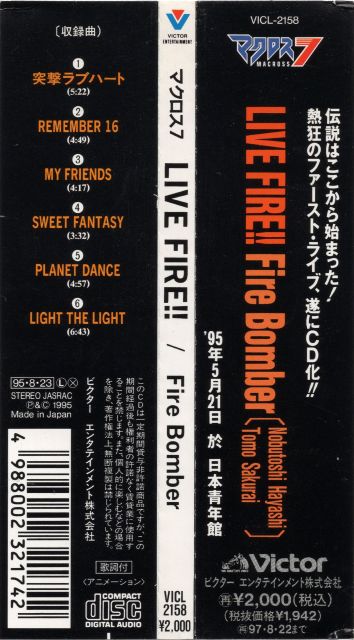 〔収録曲〕
1
突撃ラブハート
(5:22)
2
REMEMBER 16
(4:49)
3
MY FRIENDS
(4:17)
4
SWEET FANTASY
(3:32)
5
PLANET DANCE
(4:57)
6
LIGHT THE LIGHT
(6:43)
95・8・23 Ⓛ Ⓧ
STEREO JASRAC
Ⓟ&© 1995
Made in Japan
このCDは一定期間貸与非許諾商品ですが、この
期間経過後も権利者の許諾なく賃貸業に使用す
ることを禁じます。また、個人的に楽しむなどの場合
を除き、著作権法上、無断複製は禁じられています。
ビクター エンタテインメント株式会社
4 988002 321742
歌詞付
〈アニメーション〉
COMPACT
disc
DIGITAL AUDIO
VICTOR
ENTERTAINMENT
マクロス7 LIVE FIRE!! / Fire Bomber
VICL
2158
¥2,000
VICL-2158
マクロス7
MACROSS
伝説はここから始まった!
熱狂のファースト・ライブ、遂にCD化!!
LIVE FIRE!! Fire Bomber
(Nobutoshi Hayashi
Tomo Sakurai)
'95年5月21日 於 日本青年館
Victor
ビクター エンタテインメント株式会社
再¥2,000(税込)
(税抜価格¥1,942)
(再97・8・22まで)